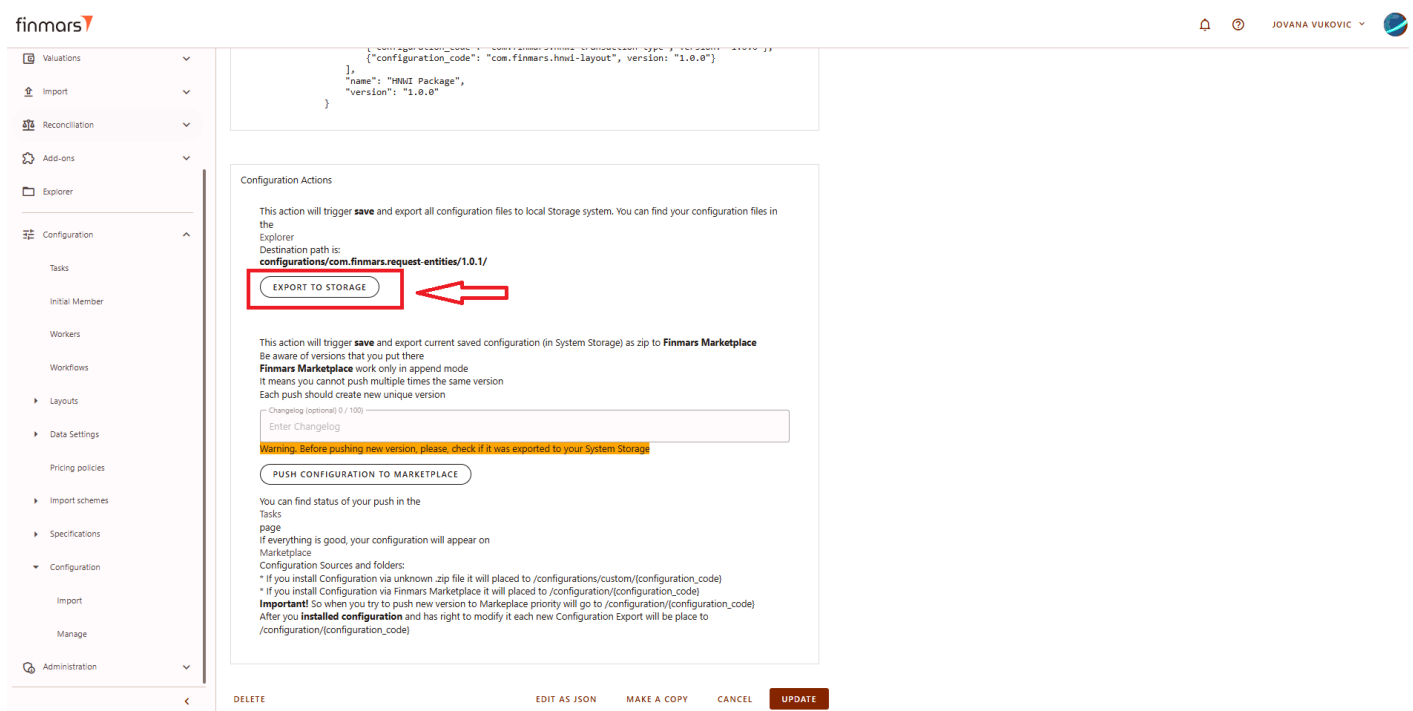 finmars
JOVANA VUKOVIC
Valuations
Import
Reconciliation
Add-ons
Explorer
Configuration
Tasks
Initial Member
Workers
Workflows
Layouts
Data Settings
Pricing policies
Import schemes
Specifications
Configuration
Import
Manage
Administration
{"configuration_code": "com.finmars.hnwi-transaction-type", version: "1.0.0"},
{"configuration_code": "com.finmars.hnwi-layout", version: "1.0.0"}
],
"name": "HNWI Package",
"version": "1.0.0"
}
Configuration Actions
This action will trigger save and export all configuration files to local Storage system. You can find your configuration files in
the
Explorer
Destination path is:
configurations/com.finmars.request-entities/1.0.1/
EXPORT TO STORAGE
This action will trigger save and export current saved configuration (in System Storage) as zip to Finmars Marketplace
Be aware of versions that you put there
Finmars Marketplace work only in append mode
It means you cannot push multiple times the same version
Each push should create new unique version
Changelog (optional) 0 / 100)
Enter Changelog
Warning. Before pushing new version, please, check if it was exported to your System Storage
PUSH CONFIGURATION TO MARKETPLACE
You can find status of your push in the
Tasks
page
If everything is good, your configuration will appear on
Marketplace
Configuration Sources and folders:
* If you install Configuration via unknown .zip file it will placed to /configurations/custom/{configuration_code}
* If you install Configuration via Finmars Marketplace it will placed to /configuration/{configuration_code}
Important! So when you try to push new version to Markeplace priority will go to /configuration/{configuration_code}
After you installed configuration and has right to modify it each new Configuration Export will be place to
/configuration/{configuration_code}
DELETE
EDIT AS JSON
MAKE A COPY
CANCEL
UPDATE